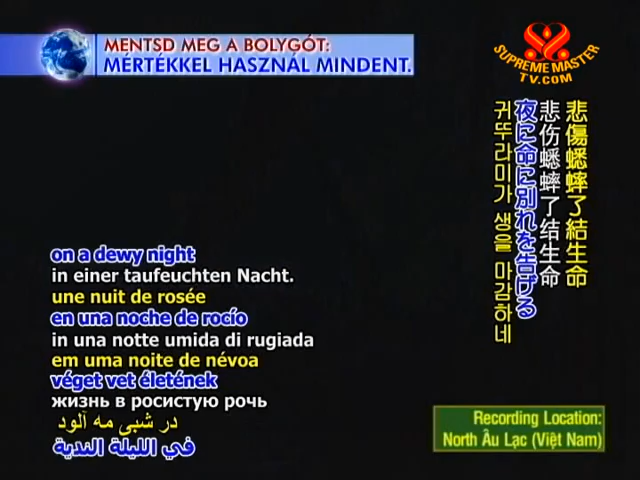 MENTSD MEG A BOLYGÓT:
MÉRTÉKKEL HASZNÁL MINDENT.
SUPREME MASTER
TV.COM
悲傷蟋蟀了結生命
悲伤蟋蟀了结生命
夜に命に別れを告げる
귀뚜라미가 생을 마감하네
on a dewy night
in einer taufeuchten Nacht.
une nuit de rosée
en una noche de rocío
in una notte umida di rugiada
em uma noite de névoa
véget vet életének
жизнь в росистую рочь
در شبی مه آلود
في الليلة الندية
Recording Location:
North Âu Lạc (Việt Nam)